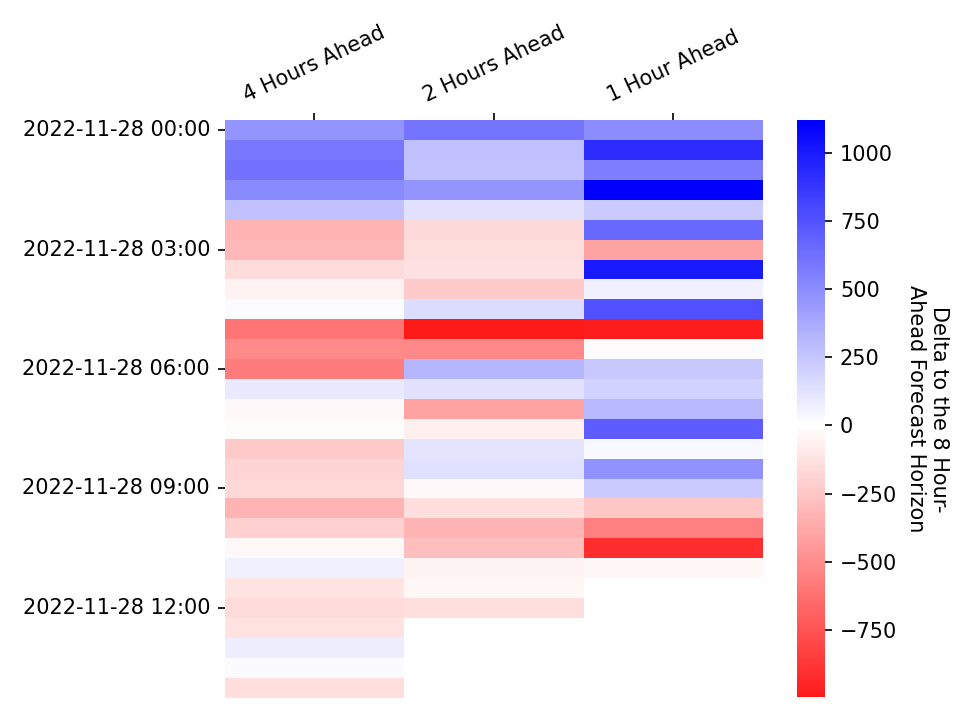 4 Hours Ahead
2 Hours Ahead
1 Hour Ahead
2022-11-28 00:00
2022-11-28 03:00
2022-11-28 06:00
2022-11-28 09:00
2022-11-28 12:00
1000
750
500
250
0
−250
−500
−750
Delta to the 8 Hour-
Ahead Forecast Horizon